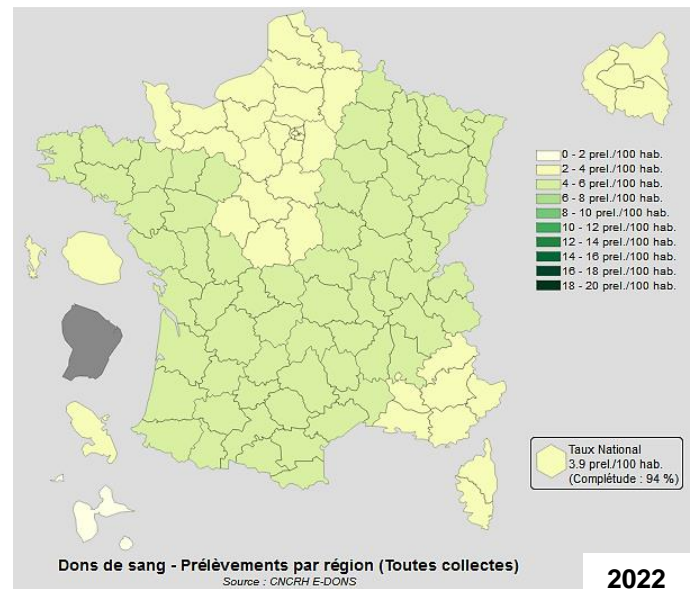 0 - 2 prel./100 hab.
2 - 4 prel./100 hab.
4 - 6 prel./100 hab.
6 - 8 prel./100 hab.
8 - 10 prel./100 hab.
10 - 12 prel./100 hab.
12 - 14 prel./100 hab.
14 - 16 prel./100 hab.
16 - 18 prel./100 hab.
18 - 20 prel./100 hab.
Taux National
3.9 prel./100 hab.
(Complétude : 94 %)
Dons de sang - Prélèvements par région (Toutes collectes)
Source : CNCRH E-DONS
2022